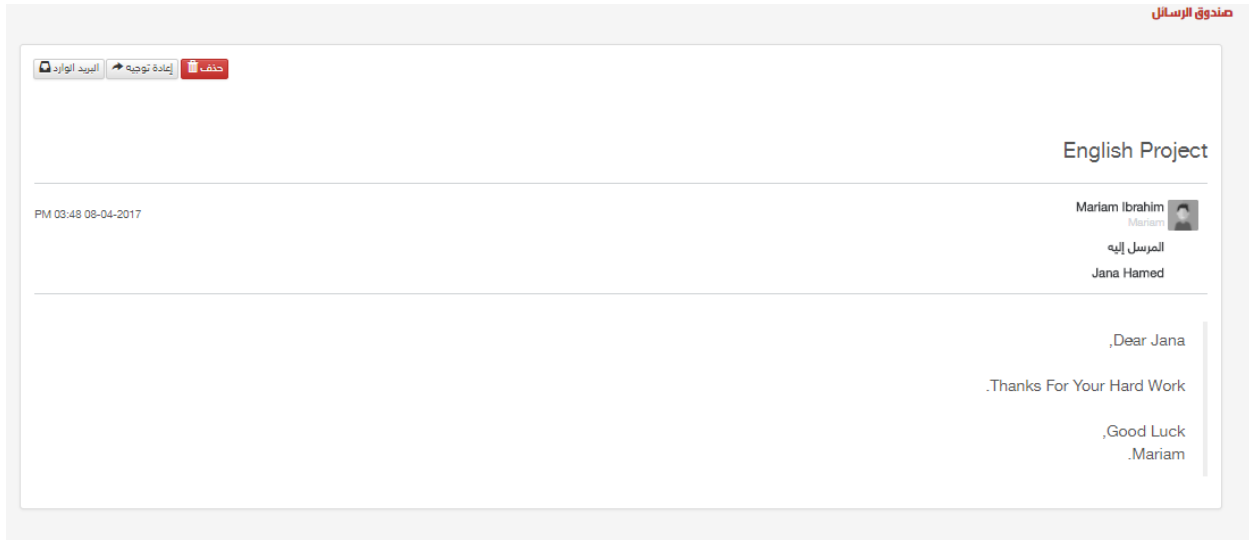 صندوق الرسائل
حذف
إعادة توجيه
البريد الوارد
English Project
Mariam Ibrahim
Mariam
PM 03:48 08-04-2017
المرسل إليه
Jana Hamed
,Dear Jana
.Thanks For Your Hard Work
,Good Luck
.Mariam